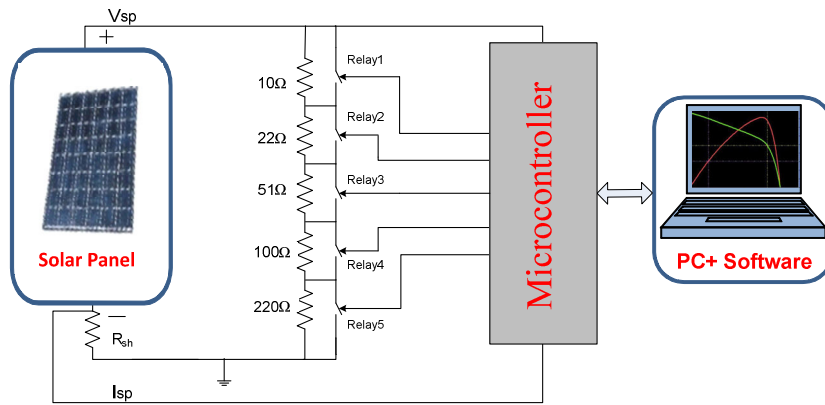 Vsp
+
Relay1
10Ω
Relay2
22Ω
Relay3
51Ω
Relay4
100Ω
Relay5
220Ω
Solar Panel
−
Rsh
Isp
Microcontroller
PC+ Software